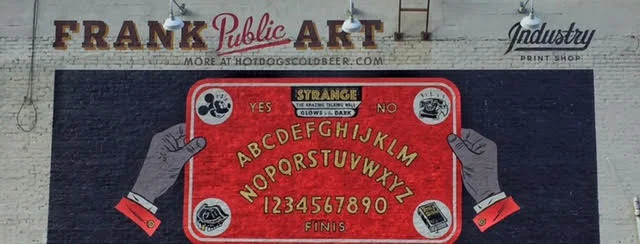 FRANK Public ART
MORE AT HOTDOGSCOLDBEER.COM
Industry
PRINT SHOP
STRANGE
THE AMAZING TALKING WALL
GLOWS IN THE DARK
YES NO
ABCDEFGHIJKLM
NOPQRSTUVWXYZ
1234567890
FINIS